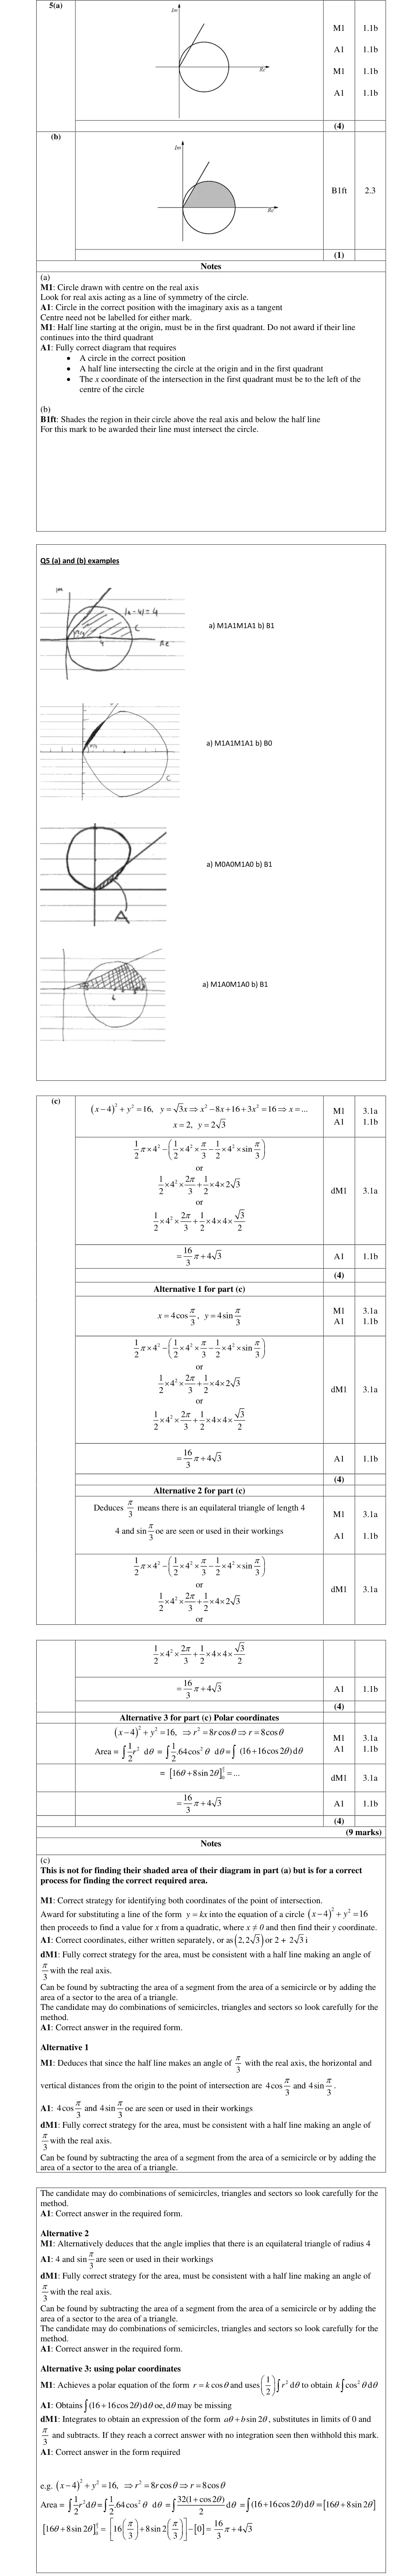 5(a)
Im
Re
M1 1.1b
A1 1.1b
M1 1.1b
A1 1.1b
(4)
(b)
Im
Re
B1ft 2.3
(1)
Notes
(a)
M1: Circle drawn with centre on the real axis
Look for real axis acting as a line of symmetry of the circle.
A1: Circle in the correct position with the imaginary axis as a tangent
Centre need not be labelled for either mark.
M1: Half line starting at the origin, must be in the first quadrant. Do not award if their line
continues into the third quadrant
A1: Fully correct diagram that requires
• A circle in the correct position
• A half line intersecting the circle at the origin and in the first quadrant
• The x coordinate of the intersection in the first quadrant must be to the left of the
centre of the circle
(b)
B1ft: Shades the region in their circle above the real axis and below the half line
For this mark to be awarded their line must intersect the circle.
Q5 (a) and (b) examples
|z - 4| = 4
C
4
Re
a) M1A1M1A1 b) B1
C
a) M1A1M1A1 b) B0
A
a) M0A0M1A0 b) B1
a) M1A0M1A0 b) B1
(c)
(x−4)² + y² = 16, y = √3x ⇒ x² − 8x + 16 + 3x² = 16 ⇒ x = ...
x = 2, y = 2√3
M1 3.1a
A1 1.1b
1/2 π×4² − (1/2 ×4²× π/3 − 1/2 ×4²×sin π/3)
or
1/2 ×4²× 2π/3 + 1/2 ×4×2√3
or
1/2 ×4²× 2π/3 + 1/2 ×4×4× √3/2
dM1 3.1a
= 16/3 π + 4√3
A1 1.1b
(4)
Alternative 1 for part (c)
x = 4cos π/3, y = 4sin π/3
M1 3.1a
A1 1.1b
1/2 π×4² − (1/2 ×4²× π/3 − 1/2 ×4²×sin π/3)
or
1/2 ×4²× 2π/3 + 1/2 ×4×2√3
or
1/2 ×4²× 2π/3 + 1/2 ×4×4× √3/2
dM1 3.1a
= 16/3 π + 4√3
A1 1.1b
(4)
Alternative 2 for part (c)
Deduces π/3 means there is an equilateral triangle of length 4
4 and sin π/3 oe are seen or used in their workings
M1 3.1a
A1 1.1b
1/2 π×4² − (1/2 ×4²× π/3 − 1/2 ×4²×sin π/3)
or
1/2 ×4²× 2π/3 + 1/2 ×4×2√3
or
dM1 3.1a
1/2 ×4²× 2π/3 + 1/2 ×4×4× √3/2
= 16/3 π + 4√3
A1 1.1b
(4)
Alternative 3 for part (c) Polar coordinates
(x−4)² + y² = 16, ⇒ r² = 8r cosθ ⇒ r = 8cosθ
Area = ∫ 1/2 r² dθ = ∫ 1/2 .64cos²θ dθ = ∫ (16+16cos2θ)dθ
M1 3.1a
A1 1.1b
= [16θ + 8sin2θ]₀^(π/3) = ...
dM1 3.1a
= 16/3 π + 4√3
A1 1.1b
(4)
(9 marks)
Notes
(c)
This is not for finding their shaded area of their diagram in part (a) but is for a correct
process for finding the correct required area.
M1: Correct strategy for identifying both coordinates of the point of intersection.
Award for substituting a line of the form y = kx into the equation of a circle (x−4)² + y² = 16
then proceeds to find a value for x from a quadratic, where x ≠ 0 and then find their y coordinate.
A1: Correct coordinates, either written separately, or as (2, 2√3) or 2 + 2√3 i
dM1: Fully correct strategy for the area, must be consistent with a half line making an angle of
π/3 with the real axis.
Can be found by subtracting the area of a segment from the area of a semicircle or by adding the
area of a sector to the area of a triangle.
The candidate may do combinations of semicircles, triangles and sectors so look carefully for the
method.
A1: Correct answer in the required form.
Alternative 1
M1: Deduces that since the half line makes an angle of π/3 with the real axis, the horizontal and
vertical distances from the origin to the point of intersection are 4cos π/3 and 4sin π/3.
A1: 4cos π/3 and 4sin π/3 oe are seen or used in their workings
dM1: Fully correct strategy for the area, must be consistent with a half line making an angle of
π/3 with the real axis.
Can be found by subtracting the area of a segment from the area of a semicircle or by adding the
area of a sector to the area of a triangle.
The candidate may do combinations of semicircles, triangles and sectors so look carefully for the
method.
A1: Correct answer in the required form.
Alternative 2
M1: Alternatively deduces that the angle implies that there is an equilateral triangle of radius 4
A1: 4 and sin π/3 are seen or used in their workings
dM1: Fully correct strategy for the area, must be consistent with a half line making an angle of
π/3 with the real axis.
Can be found by subtracting the area of a segment from the area of a semicircle or by adding the
area of a sector to the area of a triangle.
The candidate may do combinations of semicircles, triangles and sectors so look carefully for the
method.
A1: Correct answer in the required form.
Alternative 3: using polar coordinates
M1: Achieves a polar equation of the form r = k cosθ and uses (1/2)∫ r² dθ to obtain k∫cos²θ dθ
A1: Obtains ∫(16+16cos2θ)dθ oe, dθ may be missing
dM1: Integrates to obtain an expression of the form aθ + b sin2θ, substitutes in limits of 0 and
π/3 and subtracts. If they reach a correct answer with no integration seen then withhold this mark.
A1: Correct answer in the form required
e.g. (x−4)² + y² = 16, ⇒ r² = 8r cosθ ⇒ r = 8cosθ
Area = ∫ 1/2 r² dθ = ∫ 1/2 .64cos²θ dθ = ∫ 32(1+cos2θ)/2 dθ = ∫(16+16cos2θ)dθ = [16θ + 8sin2θ]
[16θ + 8sin2θ]₀^(π/3) = [16(π/3) + 8sin2(π/3)] − [0] = 16/3 π + 4√3